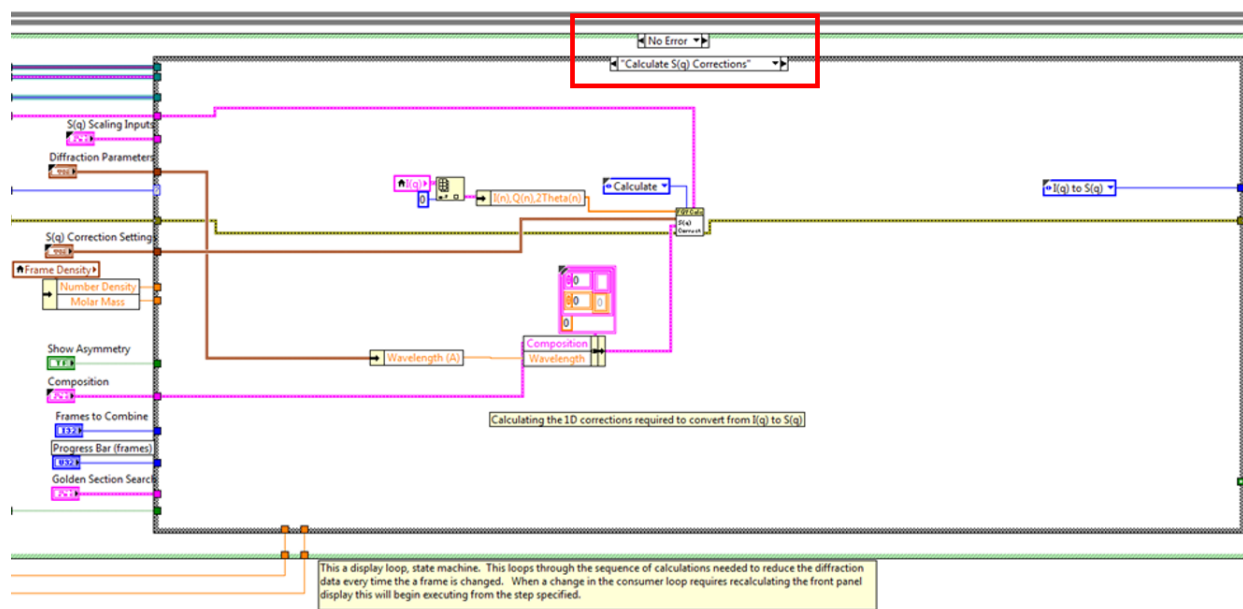 No Error
"Calculate S(q) Corrections"
S(q) Scaling Inputs
Diffraction Parameters
I(q)
0
I(n),Q(n),2Theta(n)
Calculate
I(q) to S(q)
S(q)
Correct
S(q) Correction Settings
Frame Density
Number Density
Molar Mass
0
0
0
0
Composition
Wavelength
Wavelength (A)
Show Asymmetry
TF
Composition
Frames to Combine
I32
Progress Bar (frames)
U32
Golden Section Search
Calculating the 1D corrections required to convert from I(q) to S(q)
This a display loop, state machine. This loops through the sequence of calculations needed to reduce the diffraction
data every time the a frame is changed. When a change in the consumer loop requires recalculating the front panel
display this will begin executing from the step specified.